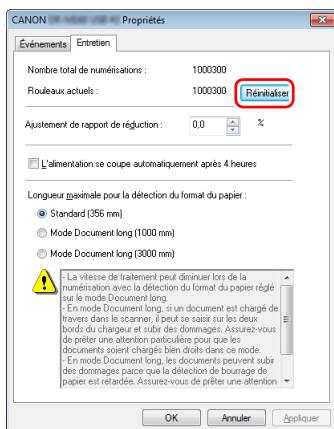 CANON Propriétés
Événements Entretien
Nombre total de numérisations : 1000300
Rouleaux actuels : 1000300 Réinitialiser
Ajustement de rapport de réduction : 0,0 %
L'alimentation se coupe automatiquement après 4 heures
Longueur maximale pour la détection du format du papier :
Standard (356 mm)
Mode Document long (1000 mm)
Mode Document long (3000 mm)
- La vitesse de traitement peut diminuer lors de la
numérisation avec la détection du format du papier réglé
sur le mode Document long.
- En mode Document long, si un document est chargé de
travers dans le scanner, il peut se saisir sur les deux
bords du chargeur et subir des dommages. Assurez-vous
de prêter une attention particulière pour que les
documents soient chargés bien droits dans ce mode.
- En mode Document long, les documents peuvent subir
des dommages parce que la détection de bourrage de
papier est retardée. Assurez-vous de prêter une attention
OK Annuler Appliquer